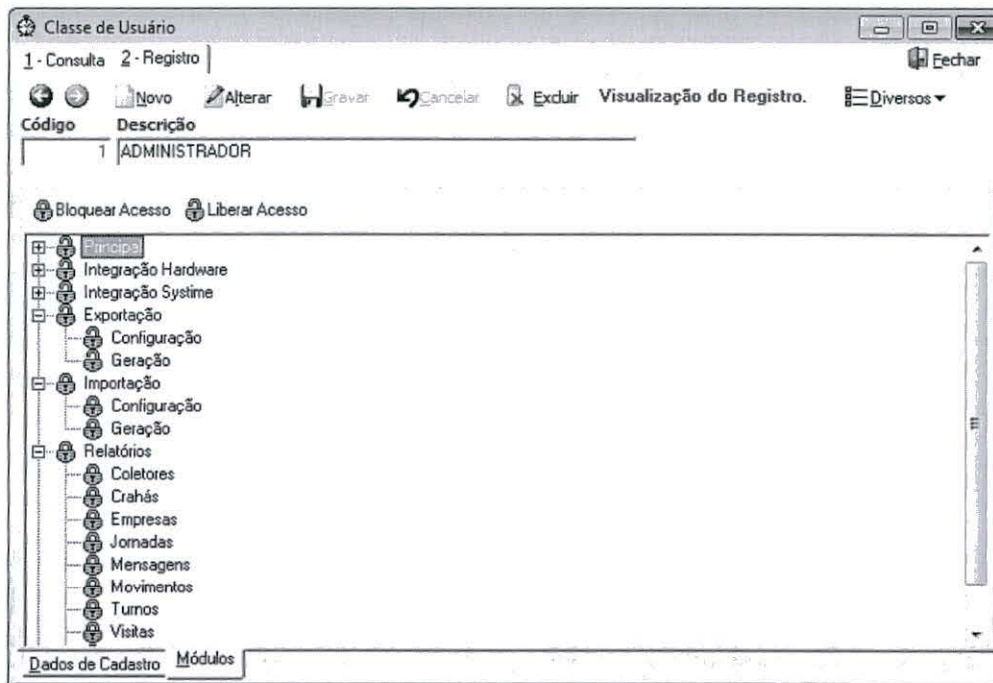 Classe de Usuário
1 - Consulta 2 - Registro Fechar
Novo Alterar Gravar Cancelar Excluir Visualização do Registro. Diversos
Código Descrição
1 ADMINISTRADOR
Bloquear Acesso Liberar Acesso
Principal
Integração Hardware
Integração Systime
Exportação
Configuração
Geração
Importação
Configuração
Geração
Relatórios
Coletores
Crahás
Empresas
Jornadas
Mensagens
Movimentos
Turnos
Visitas
Dados de Cadastro Módulos